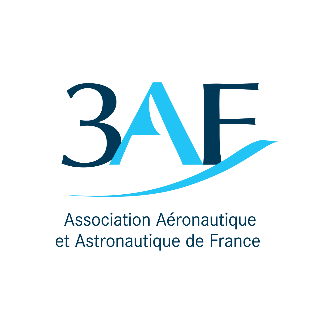 3AF
Association Aéronautique
et Astronautique de France